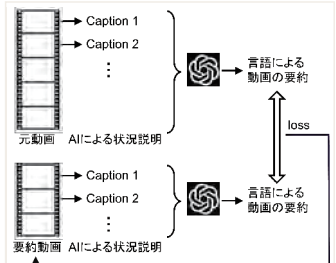 Caption 1
Caption 2
⋮
言語による
動画の要約
元動画 AIによる状況説明
loss
Caption 1
Caption 2
⋮
言語による
動画の要約
要約動画 AIによる状況説明